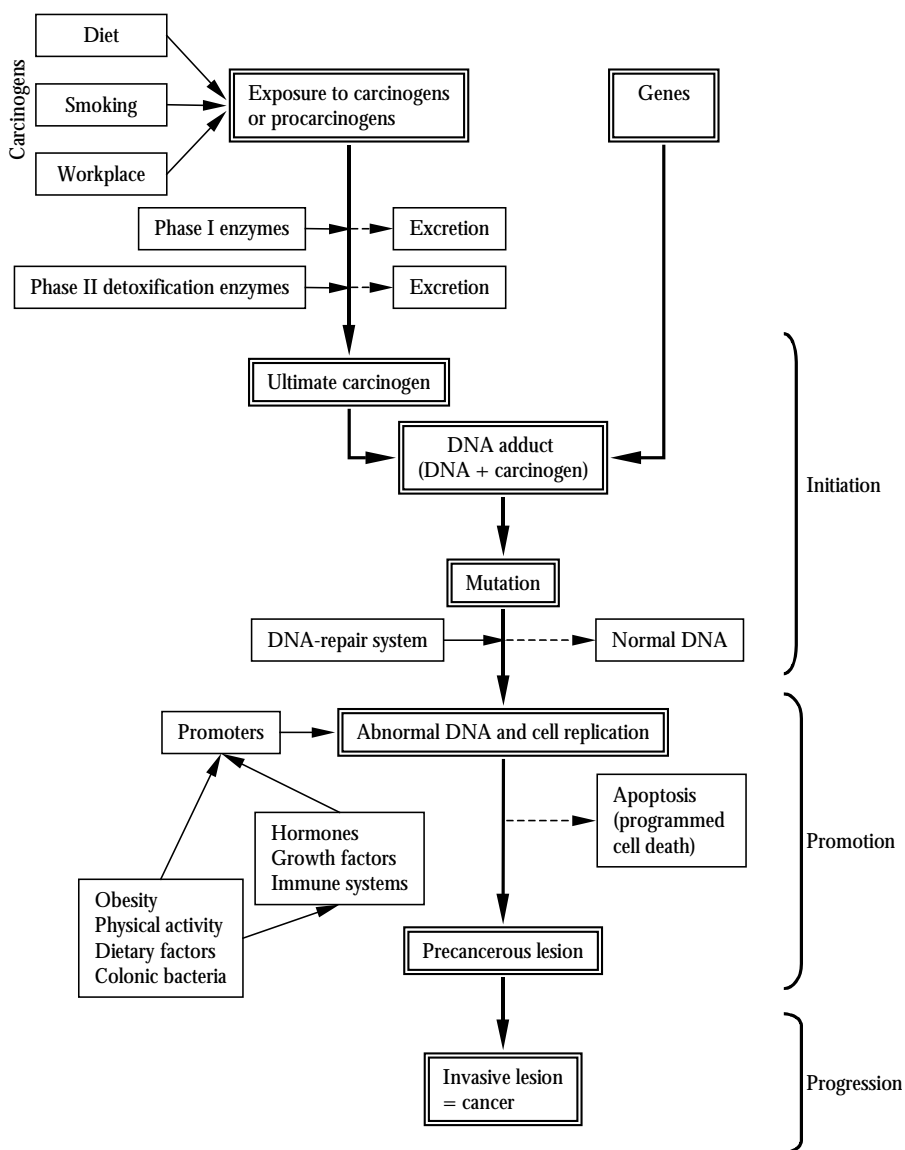 Carcinogens
Diet
Smoking
Workplace
Exposure to carcinogens
or procarcinogens
Genes
Phase I enzymes
Excretion
Phase II detoxification enzymes
Excretion
Ultimate carcinogen
DNA adduct
(DNA + carcinogen)
Initiation
Mutation
DNA-repair system
Normal DNA
Promoters
Abnormal DNA and cell replication
Apoptosis
(programmed
cell death)
Promotion
Hormones
Growth factors
Immune systems
Obesity
Physical activity
Dietary factors
Colonic bacteria
Precancerous lesion
Invasive lesion
= cancer
Progression